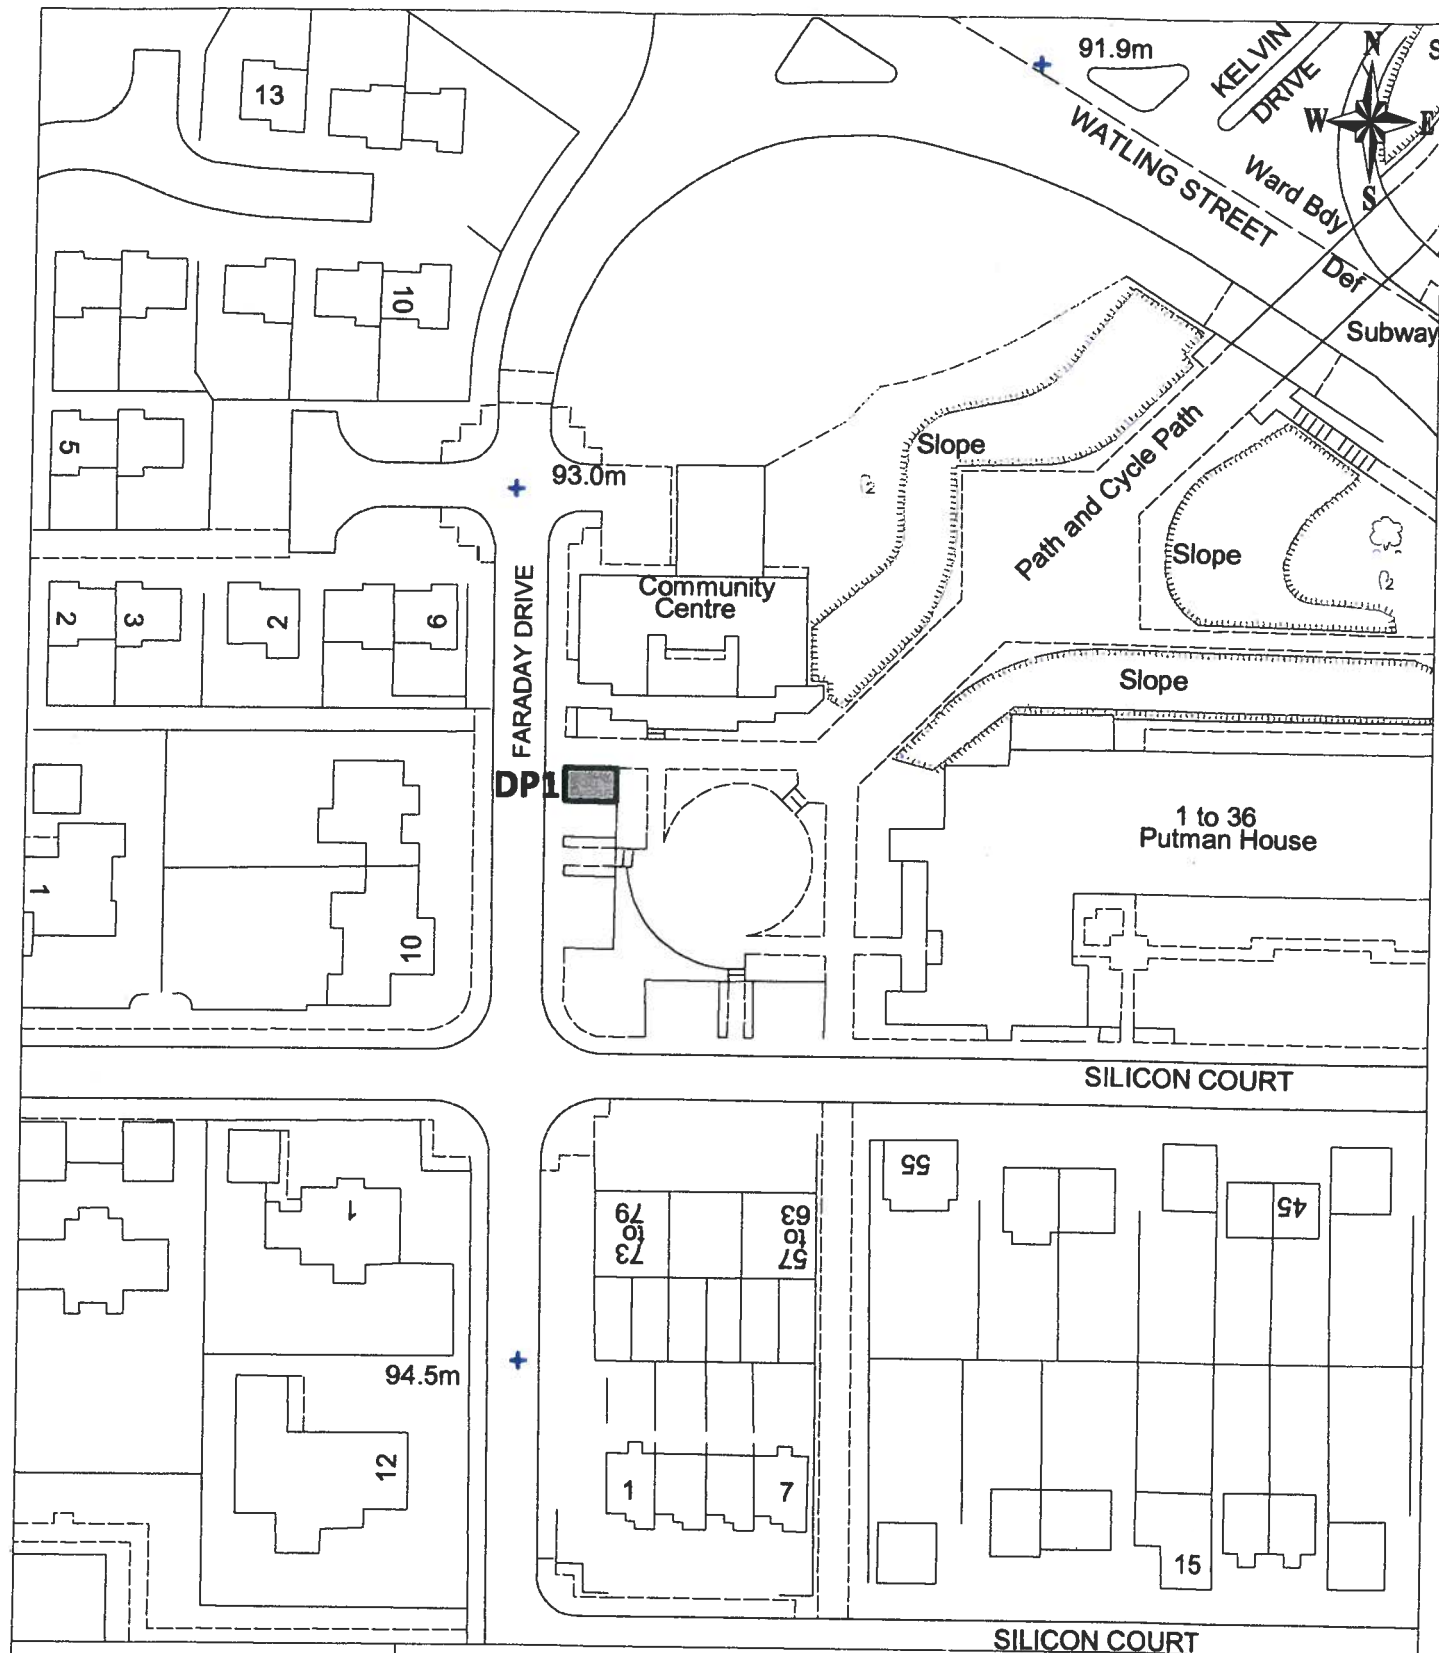 91.9m
KELVIN
DRIVE
N
W
E
S
S
13
WATLING STREET
Ward Bdy
Def
Subway
10
5
Slope
93.0m
Path and Cycle Path
Slope
Community
Centre
FARADAY DRIVE
2
3
2
9
Slope
DP1
1 to 36
Putman House
1
10
SILICON COURT
55
1
73
to
79
57
to
63
45
94.5m
12
1
7
15
SILICON COURT